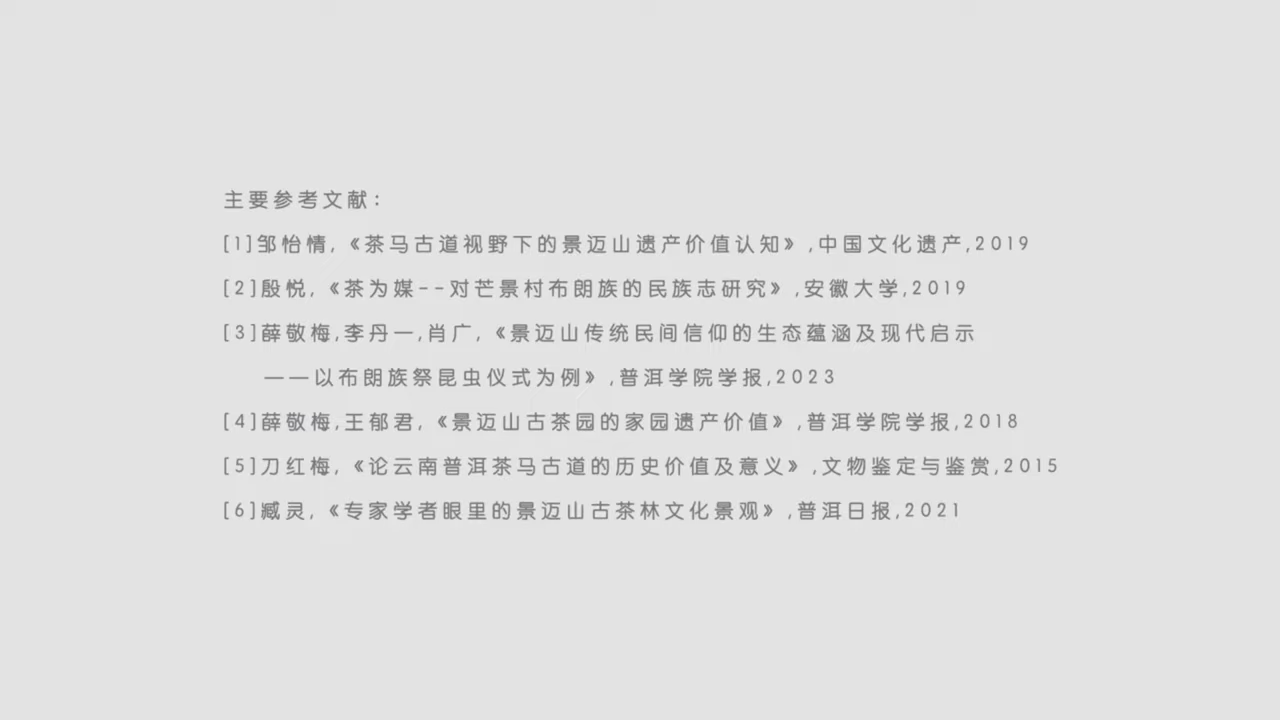 主要参考文献：
[1]邹怡情,《茶马古道视野下的景迈山遗产价值认知》,中国文化遗产,2019
[2]殷悦,《茶为媒--对芒景村布朗族的民族志研究》,安徽大学,2019
[3]薛敬梅,李丹一,肖广,《景迈山传统民间信仰的生态蕴涵及现代启示
——以布朗族祭昆虫仪式为例》,普洱学院学报,2023
[4]薛敬梅,王郁君,《景迈山古茶园的家园遗产价值》,普洱学院学报,2018
[5]刀红梅,《论云南普洱茶马古道的历史价值及意义》,文物鉴定与鉴赏,2015
[6]臧灵,《专家学者眼里的景迈山古茶林文化景观》,普洱日报,2021